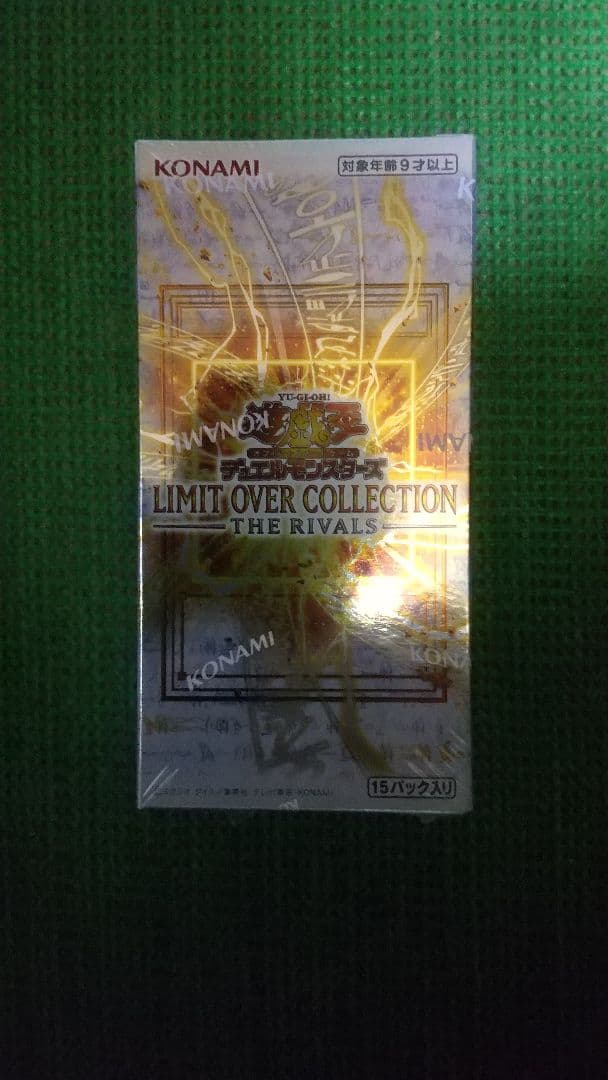 KONAMI
対象年齢9才以上
KONAMI
YU-GI-OH!
遊戯王
デュエルモンスターズ
KONAMI
KONAMI
LIMIT OVER COLLECTION
THE RIVALS
KONAMI
KONAMI
15パック入り